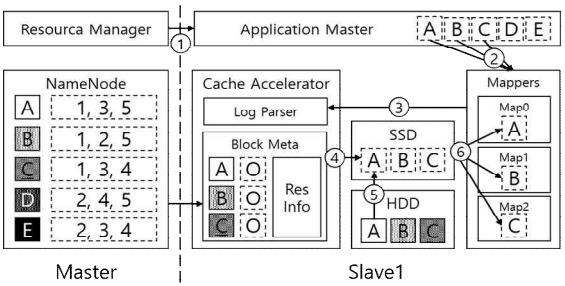 Resourca Manager
1
Application Master
A B C D E
2
NameNode
A 1, 3, 5
B 1, 2, 5
C 1, 3, 4
D 2, 4, 5
E 2, 3, 4
Cache Accelerator
Log Parser
3
Block Meta
A O
B O
C O
Res
Info
4
SSD
A B C
5
HDD
A B C
6
Mappers
Map0
A
Map1
B
Map2
C
Master
Slave1